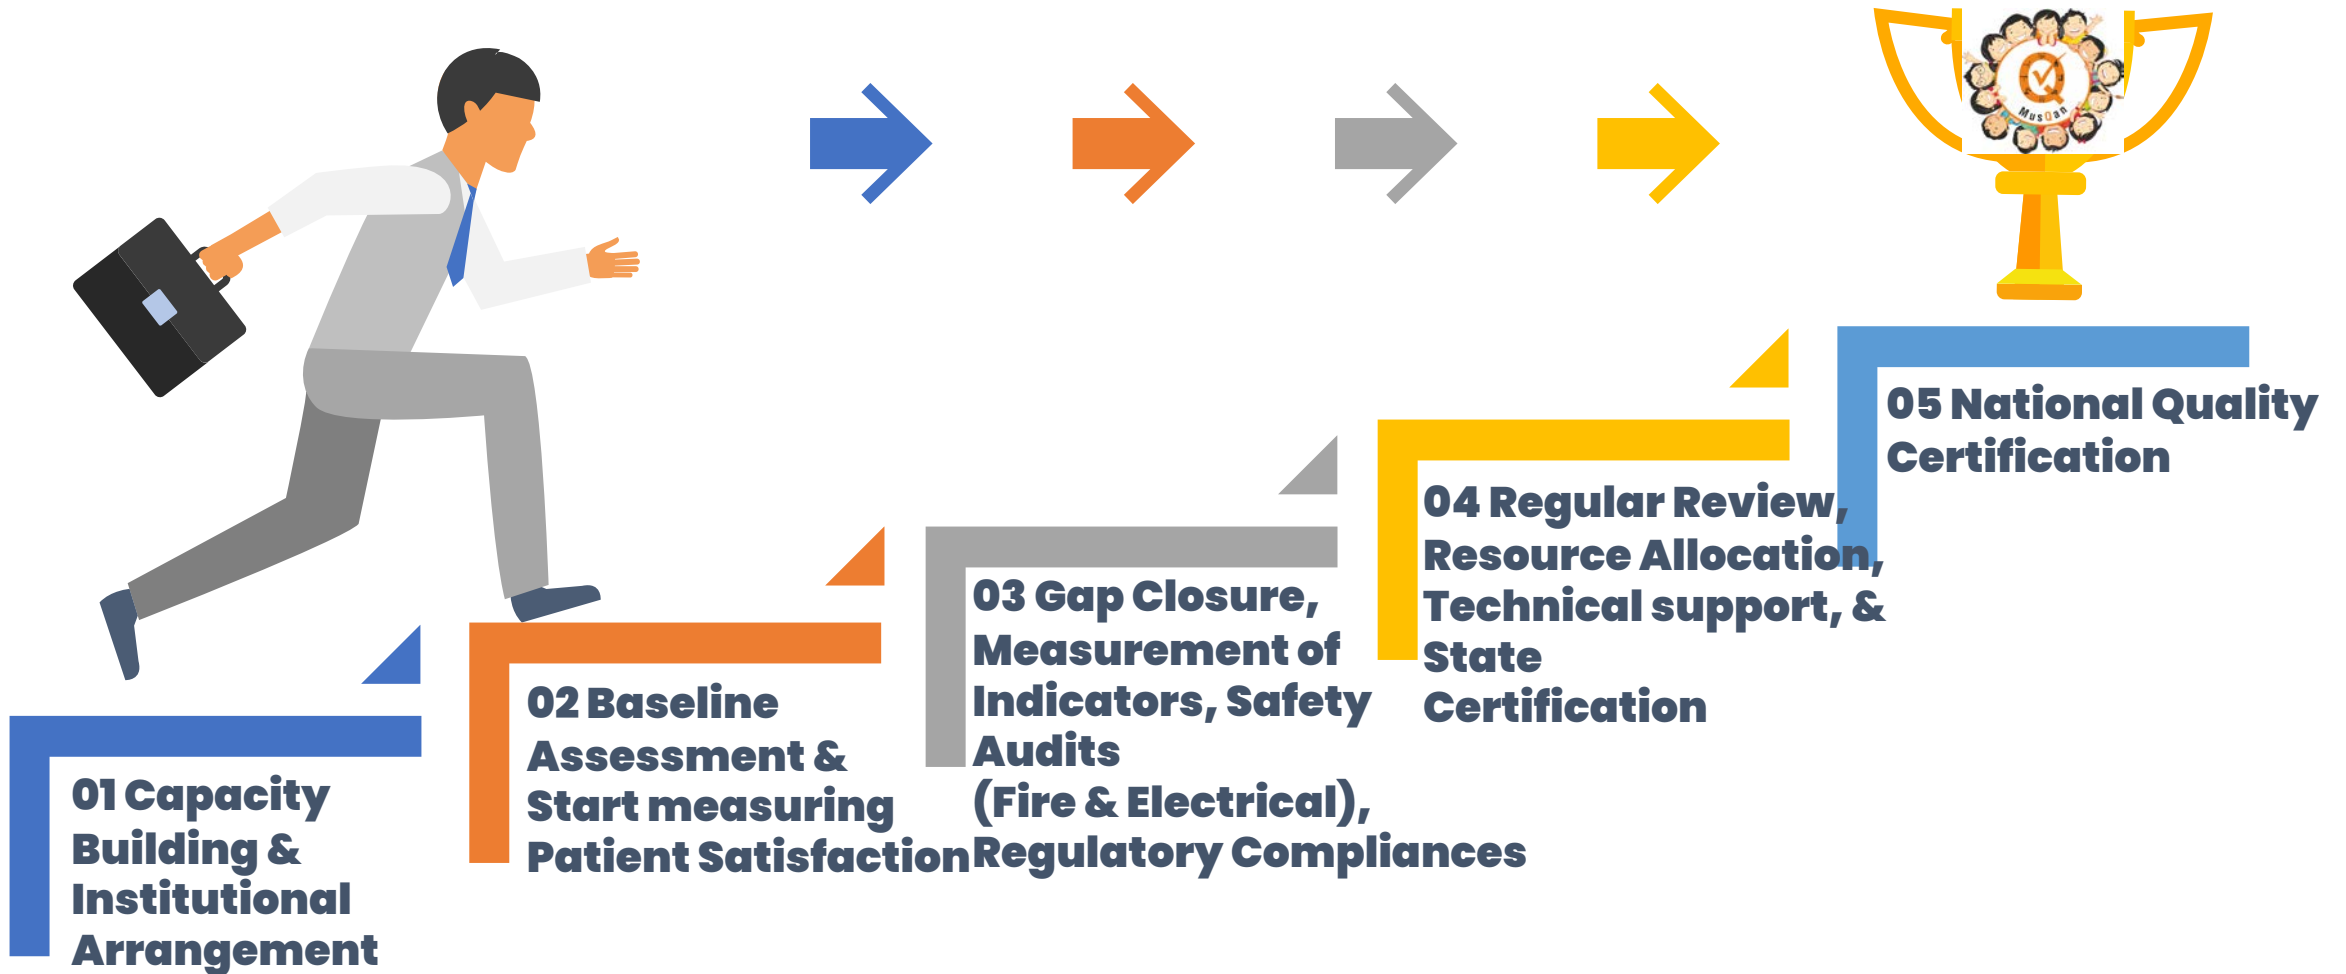 MusQan
01 Capacity
Building &
Institutional
Arrangement
02 Baseline
Assessment &
Start measuring
Patient Satisfaction
03 Gap Closure,
Measurement of
Indicators, Safety
Audits
(Fire & Electrical),
Regulatory Compliances
04 Regular Review,
Resource Allocation,
Technical support, &
State
Certification
05 National Quality
Certification